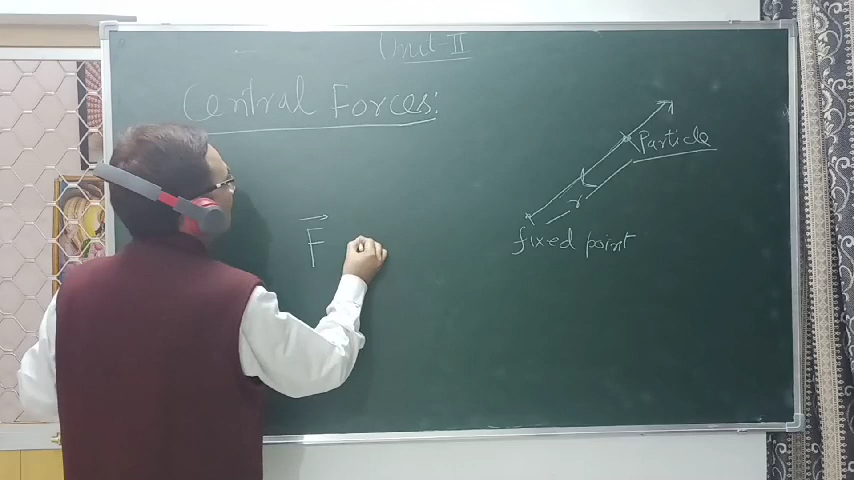 Unit-II
Central Forces:
Particle
r
fixed point
F